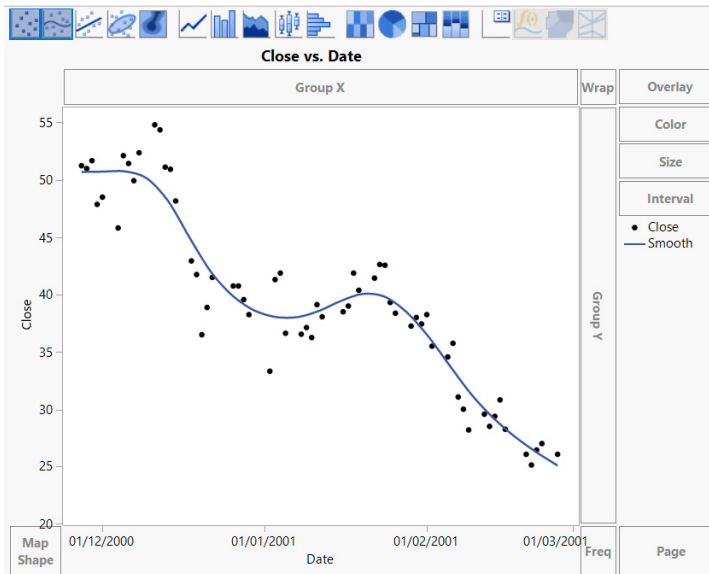 Close vs. Date
Group X
Wrap
Overlay
Color
Size
Interval
Close
Smooth
55
50
45
40
35
30
25
20
Close
Group Y
01/12/2000
01/01/2001
01/02/2001
01/03/2001
Date
Map
Shape
Freq
Page